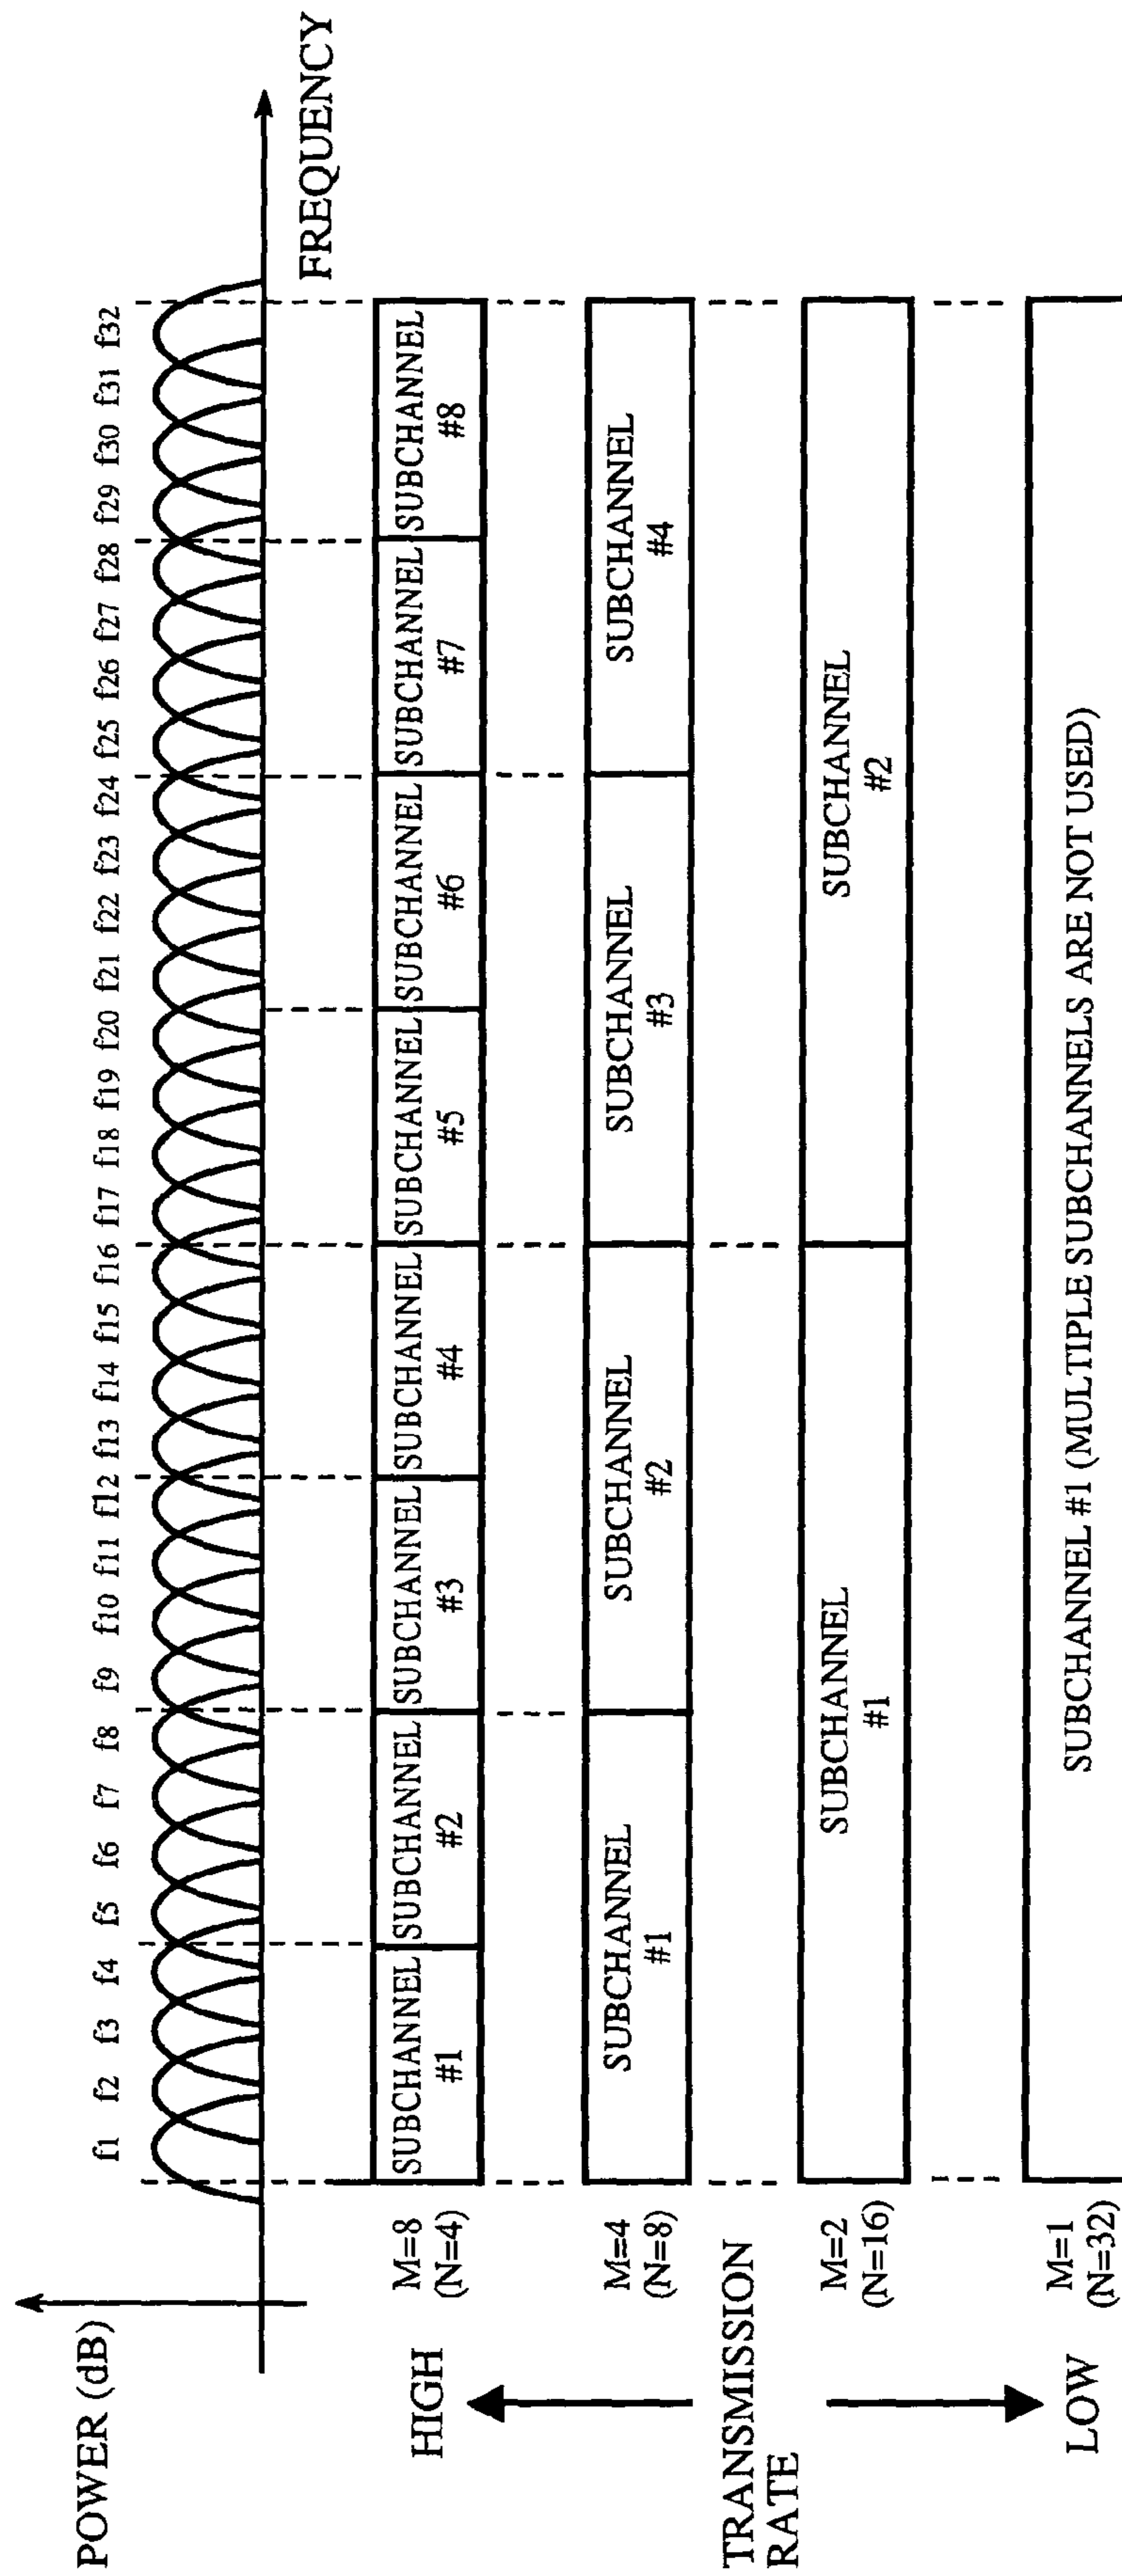 POWER (dB)
f1 f2 f3 f4 f5 f6 f7 f8 f9 f10 f11 f12 f13 f14 f15 f16 f17 f18 f19 f20 f21 f22 f23 f24 f25 f26 f27 f28 f29 f30 f31 f32
FREQUENCY
HIGH
M=8
(N=4)
SUBCHANNEL
#1
SUBCHANNEL
#2
SUBCHANNEL
#3
SUBCHANNEL
#4
SUBCHANNEL
#5
SUBCHANNEL
#6
SUBCHANNEL
#7
SUBCHANNEL
#8
M=4
(N=8)
SUBCHANNEL
#1
SUBCHANNEL
#2
SUBCHANNEL
#3
SUBCHANNEL
#4
TRANSMISSION
RATE
M=2
(N=16)
SUBCHANNEL
#1
SUBCHANNEL
#2
LOW
M=1
(N=32)
SUBCHANNEL #1 (MULTIPLE SUBCHANNELS ARE NOT USED)